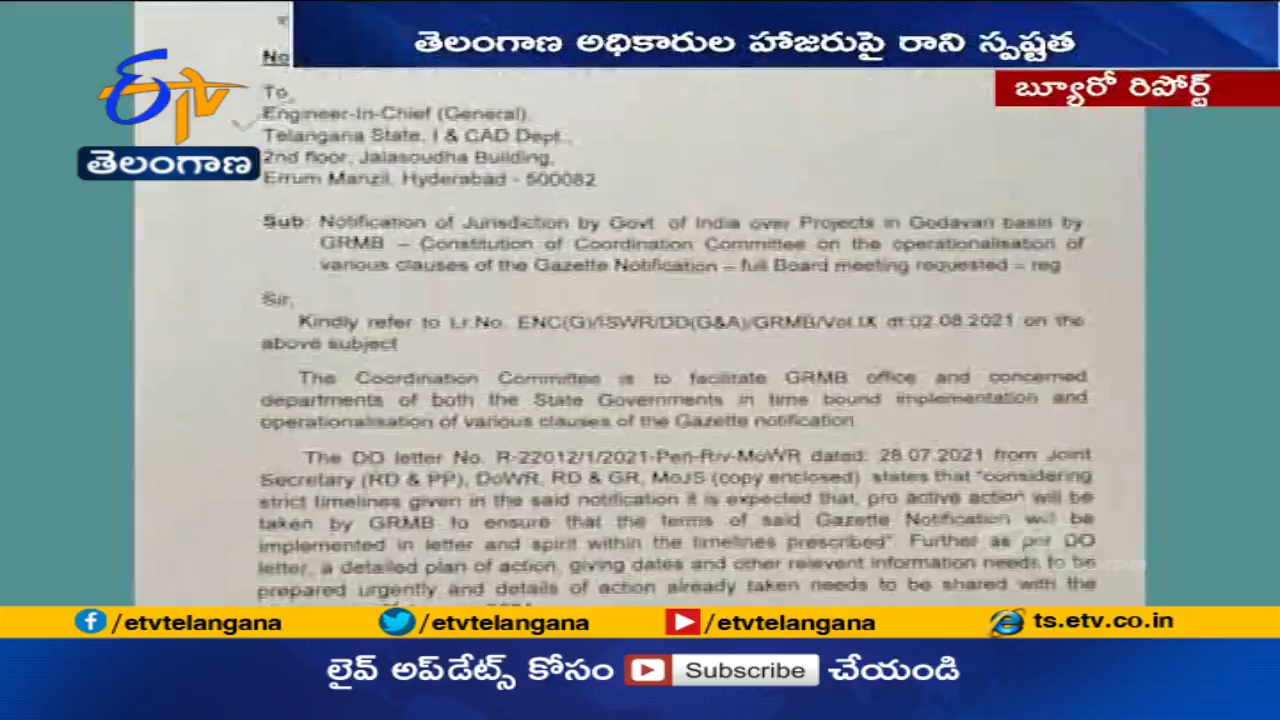 తెలంగాణ అధికారుల హాజరుపై రాని స్పష్టత
బ్యూరో రిపోర్ట్
ETV
తెలంగాణ
No
To,
Engineer-In-Chief (General),
Telangana State, I & CAD Dept.,
2nd floor, Jalasoudha Building,
Errum Manzil, Hyderabad - 500082
Sub: Notification of Jurisdiction by Govt. of India over Projects in Godavari basin by
GRMB – Constitution of Coordination Committee on the operationalisation of
various clauses of the Gazette Notification – full Board meeting requested – reg
Sir,
Kindly refer to Lr.No. ENC(G)/ISWR/DD(G&A)/GRMB/Vol.IX dt:02.08.2021 on the
above subject
The Coordination Committee is to facilitate GRMB office and concerned
departments of both the State Governments in time bound implementation and
operationalisation of various clauses of the Gazette notification
The DO letter No. R-22012/1/2021-Pen-Riv-MoWR dated: 28.07.2021 from Joint
Secretary (RD & PP), DoWR, RD & GR, MoJS (copy enclosed) states that "considering
strict timelines given in the said notification it is expected that, pro active action will be
taken by GRMB to ensure that the terms of said Gazette Notification will be
implemented in letter and spirit within the timelines prescribed". Further as per DO
letter, a detailed plan of action, giving dates and other relevent information needs to be
prepared urgently and details of action already taken needs to be shared with the
/etvtelangana /etvtelangana /etvtelangana ts.etv.co.in
లైవ్ అప్‌డేట్స్ కోసం Subscribe చేయండి